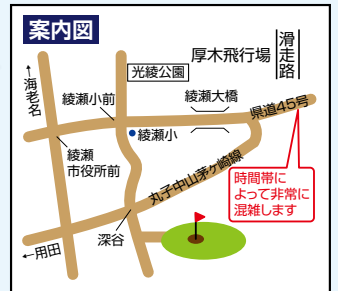 案内図
厚木飛行場
滑走路
光綾公園
←海老名
綾瀬小前
綾瀬大橋
県道45号
綾瀬小
綾瀬
市役所前
丸子中山茅ヶ崎線
時間帯に
よって非常に
混雑します
深谷
←用田